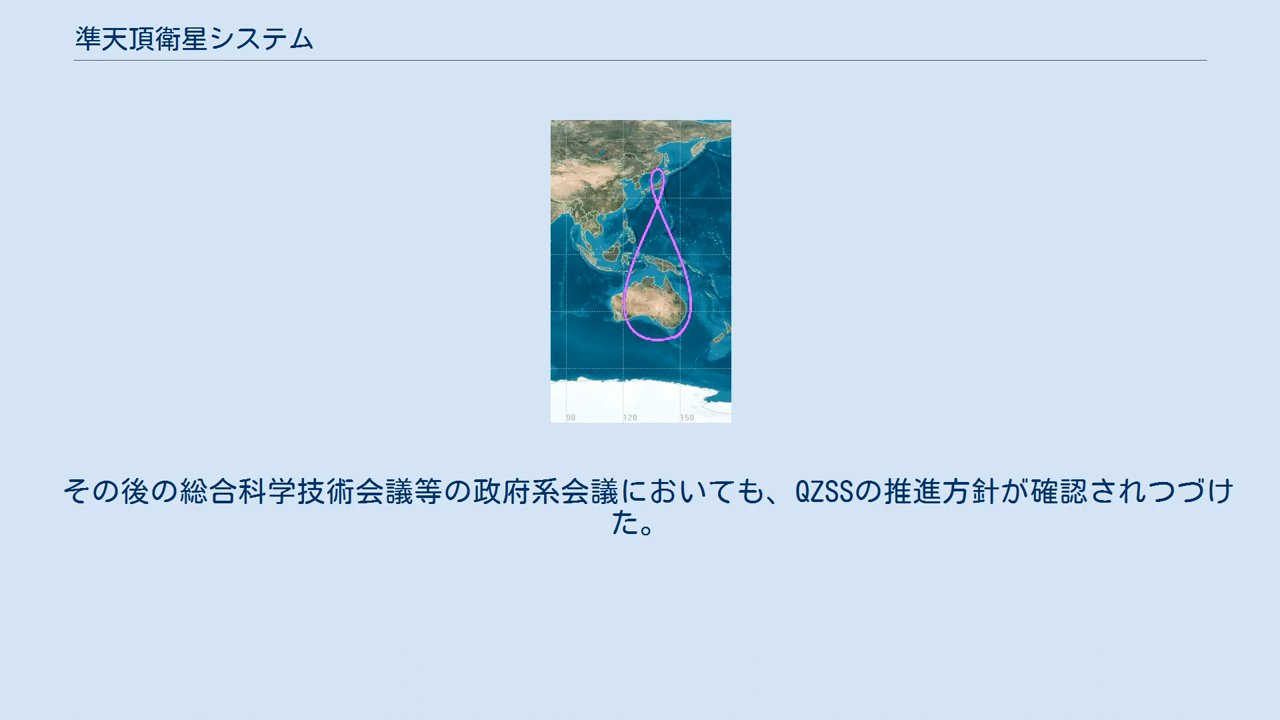 準天頂衛星システム
90 120 150
その後の総合科学技術会議等の政府系会議においても、QZSSの推進方針が確認されつづけ
た。